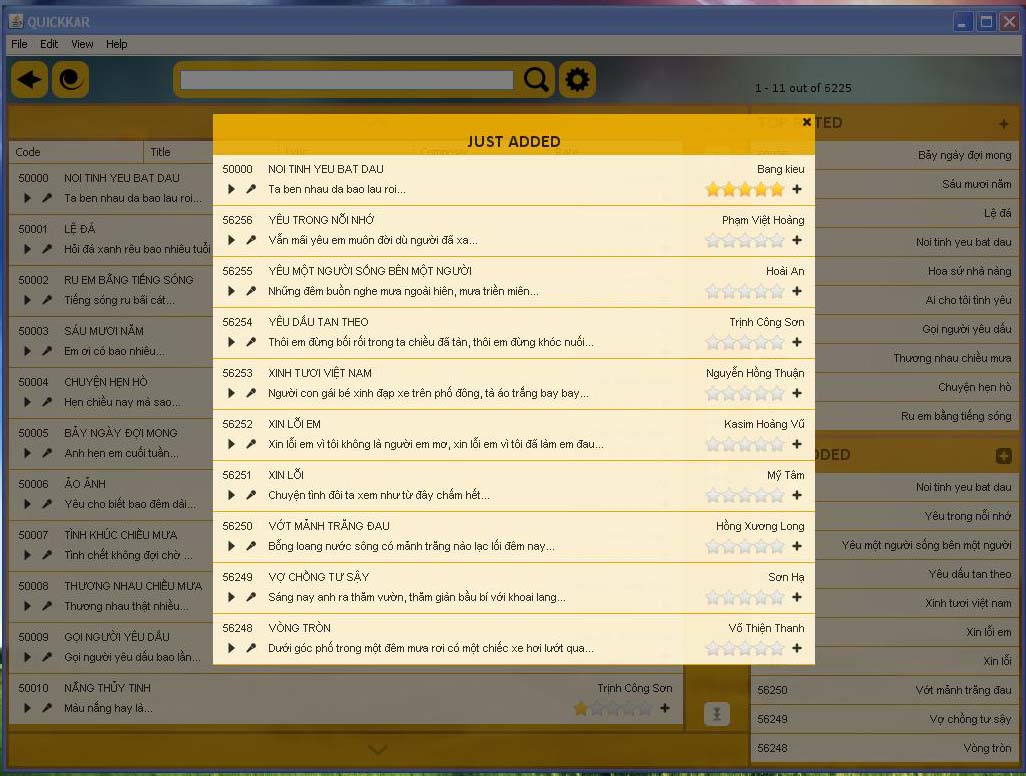 QUICKKAR
File Edit View Help
1 - 11 out of 6225
Code Title Lyric Composer Rate
50000 NOI TINH YEU BAT DAU
Ta ben nhau da bao lau roi...
50001 LỆ ĐÁ
Hỏi đá xanh rêu bao nhiêu tuổi
50002 RU EM BẰNG TIẾNG SÓNG
Tiếng sóng ru bãi cát...
50003 SÁU MƯƠI NĂM
Em ơi có bao nhiêu...
50004 CHUYỆN HẸN HÒ
Hẹn chiều nay mà sao...
50005 BẢY NGÀY ĐỢI MONG
Anh hẹn em cuối tuần...
50006 ẢO ẢNH
Yêu cho biết bao đêm dài...
50007 TÌNH KHÚC CHIỀU MƯA
Tình chết không đợi chờ ...
50008 THƯƠNG NHAU CHIỀU MƯA
Thương nhau thật nhiều...
50009 GỌI NGƯỜI YÊU DẤU
Gọi người yêu dấu bao lần...
50010 NẮNG THỦY TINH Trịnh Công Sơn
Màu nắng hay là...
JUST ADDED
50000 NOI TINH YEU BAT DAU Bang kieu
Ta ben nhau da bao lau roi...
56256 YÊU TRONG NỖI NHỚ Phạm Việt Hoàng
Vẫn mãi yêu em muôn đời dù người đã xa...
56255 YÊU MỘT NGƯỜI SỐNG BÊN MỘT NGƯỜI Hoài An
Những đêm buồn nghe mưa ngoài hiên, mưa triền miên...
56254 YÊU DẤU TAN THEO Trịnh Công Sơn
Thôi em đừng bối rối trong ta chiều đã tàn, thôi em đừng khóc nuối...
56253 XINH TƯƠI VIỆT NAM Nguyễn Hồng Thuận
Người con gái bé xinh đạp xe trên phố đông, tà áo trắng bay bay...
56252 XIN LỖI EM Kasim Hoàng Vũ
Xin lỗi em vì tôi không là người em mơ, xin lỗi em vì tôi đã làm em đau...
56251 XIN LỖI Mỹ Tâm
Chuyện tình đôi ta xem như từ đây chấm hết...
56250 VỚT MẢNH TRĂNG ĐAU Hồng Xương Long
Bỗng loang nước sông có mảnh trăng nào lạc lối đêm nay...
56249 VỢ CHỒNG TƯ SẬY Sơn Hạ
Sáng nay anh ra thăm vườn, thăm giàn bầu bí với khoai lang...
56248 VÒNG TRÒN Võ Thiện Thanh
Dưới góc phố trong một đêm mưa rơi có một chiếc xe hơi lướt qua...
TOP RATED
Bảy ngày đợi mong
Sáu mươi năm
Lệ đá
Noi tinh yeu bat dau
Hoa sứ nhà nàng
Ai cho tôi tình yêu
Gọi người yêu dấu
Thương nhau chiều mưa
Chuyện hẹn hò
Ru em bằng tiếng sóng
DDED
Noi tinh yeu bat dau
Yêu trong nỗi nhớ
Yêu một người sống bên một người
Yêu dấu tan theo
Xinh tươi việt nam
Xin lỗi em
Xin lỗi
56250 Vớt mảnh trăng đau
56249 Vợ chồng tư sậy
56248 Vòng tròn